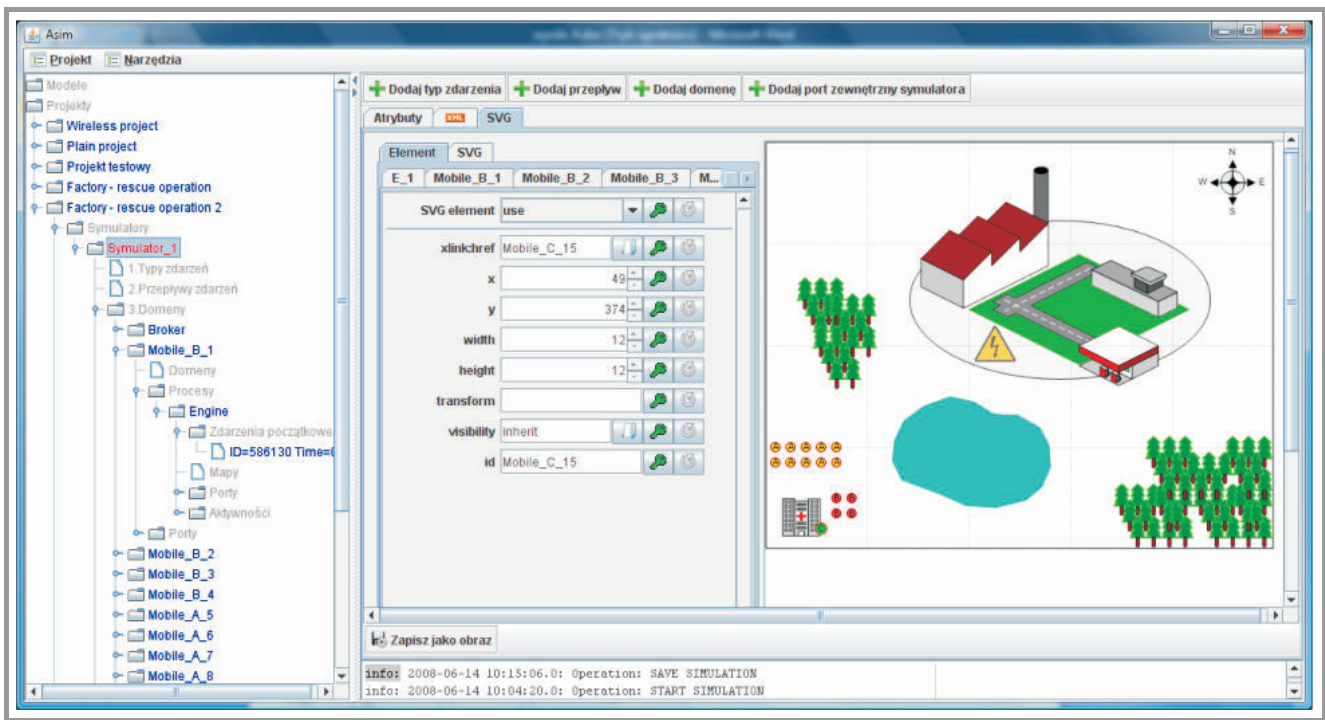 Asim
Projekt Narzędzia
Modele
Projekty
Wireless project
Plain project
Projekt testowy
Factory - rescue operation
Factory - rescue operation 2
Symulatory
Symulator_1
1.Typy zdarzeń
2.Przepływy zdarzeń
3.Domeny
Broker
Mobile_B_1
Domeny
Procesy
Engine
Zdarzenia początkowe
ID=586130 Time=0
Mapy
Porty
Aktywności
Porty
Mobile_B_2
Mobile_B_3
Mobile_B_4
Mobile_A_5
Mobile_A_6
Mobile_A_7
Mobile_A_8
Dodaj typ zdarzenia Dodaj przepływ Dodaj domenę Dodaj port zewnętrzny symulatora
Atrybuty XML SVG
Element SVG
E_1 Mobile_B_1 Mobile_B_2 Mobile_B_3 M...
SVG element use
xlink:href Mobile_C_15
x 49
y 374
width 12
height 12
transform
visibility inherit
id Mobile_C_15
N
W E
S
A A A A A
A A A A A
B B
B B
Zapisz jako obraz
info: 2008-06-14 10:15:06.0: Operation: SAVE SIMULATION
info: 2008-06-14 10:04:20.0: Operation: START SIMULATION